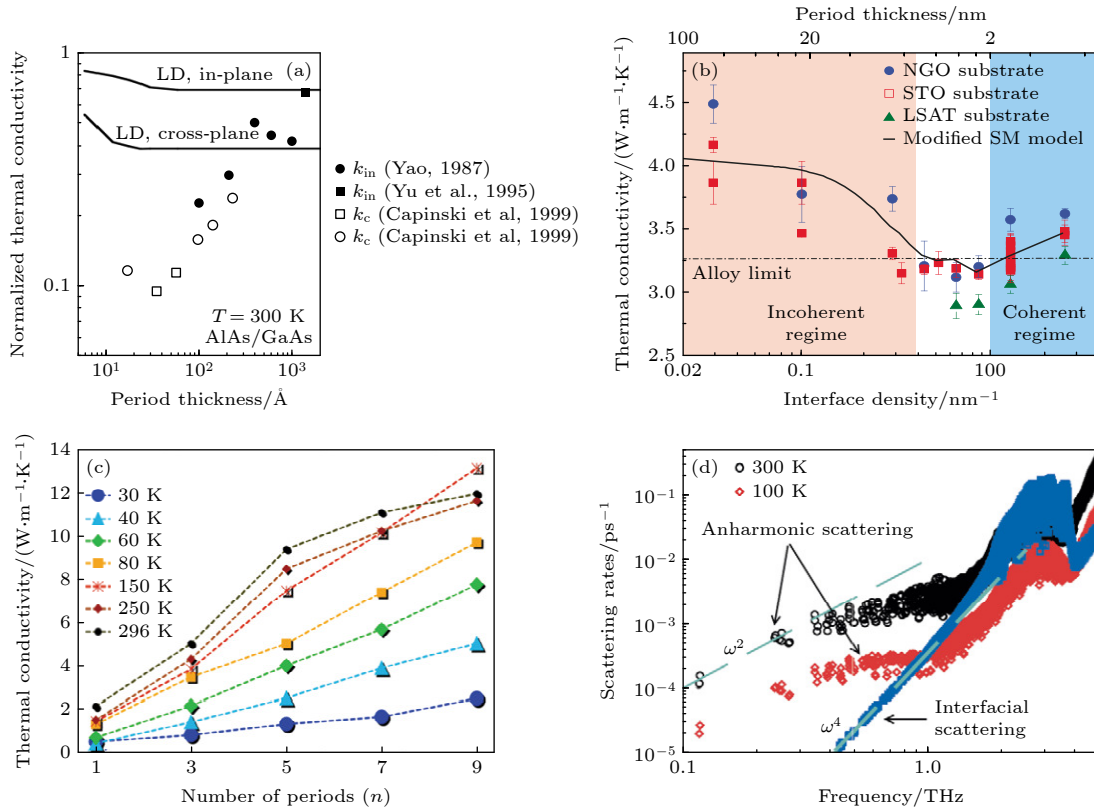 (a)
1
0.1
Normalized thermal conductivity
LD, in-plane
LD, cross-plane
T = 300 K
AlAs/GaAs
10¹
10²
10³
Period thickness/Å
kin (Yao, 1987)
kin (Yu et al., 1995)
kc (Capinski et al, 1999)
kc (Capinski et al, 1999)
Period thickness/nm
100
20
2
(b)
NGO substrate
STO substrate
LSAT substrate
Modified SM model
4.5
4.0
3.5
3.0
2.5
Thermal conductivity/(W·m⁻¹·K⁻¹)
Alloy limit
Incoherent
regime
Coherent
regime
0.02
0.1
100
Interface density/nm⁻¹
(c)
14
12
10
8
6
4
2
0
Thermal conductivity/(W·m⁻¹·K⁻¹)
30 K
40 K
60 K
80 K
150 K
250 K
296 K
1
3
5
7
9
Number of periods (n)
(d)
300 K
100 K
10⁻¹
10⁻²
10⁻³
10⁻⁴
10⁻⁵
Scattering rates/ps⁻¹
Anharmonic scattering
ω²
ω⁴
Interfacial
scattering
0.1
1.0
Frequency/THz